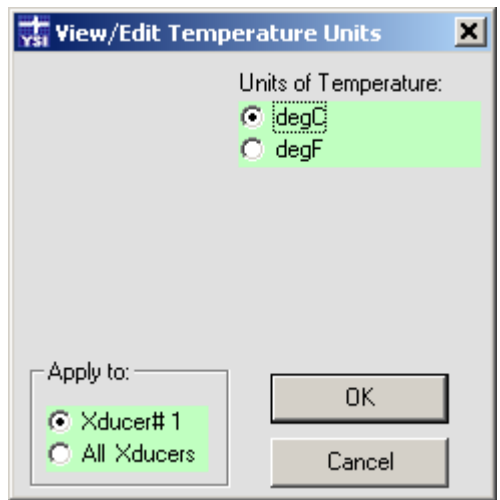 YSI View/Edit Temperature Units
Units of Temperature:
degC
degF
Apply to:
Xducer# 1
All Xducers
OK
Cancel